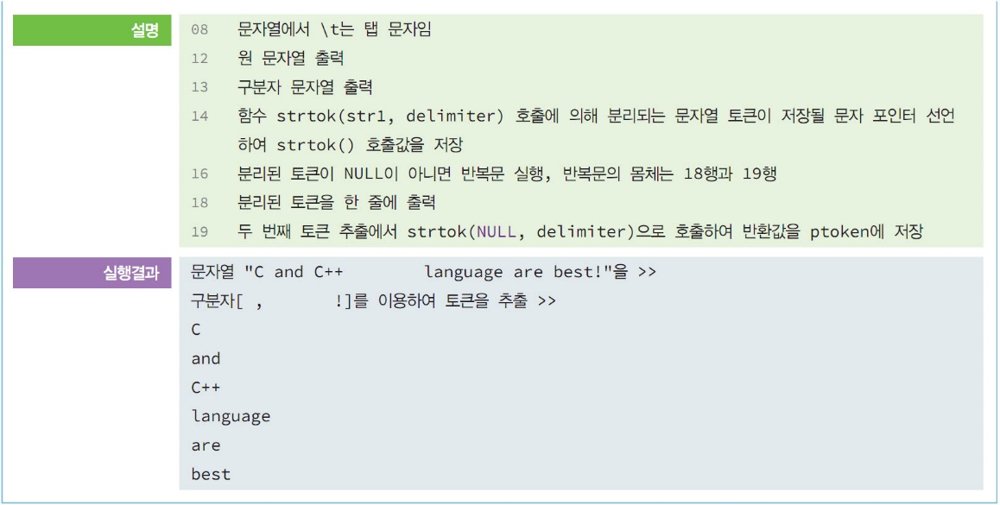 설명
08 문자열에서 \t는 탭 문자임
12 원 문자열 출력
13 구분자 문자열 출력
14 함수 strtok(str1, delimiter) 호출에 의해 분리되는 문자열 토큰이 저장될 문자 포인터 선언
하여 strtok() 호출값을 저장
16 분리된 토큰이 NULL이 아니면 반복문 실행, 반복문의 몸체는 18행과 19행
18 분리된 토큰을 한 줄에 출력
19 두 번째 토큰 추출에서 strtok(NULL, delimiter)으로 호출하여 반환값을 ptoken에 저장
실행결과
문자열 "C and C++       language are best!"을 >>
구분자[ ,       !]를 이용하여 토큰을 추출 >>
C
and
C++
language
are
best